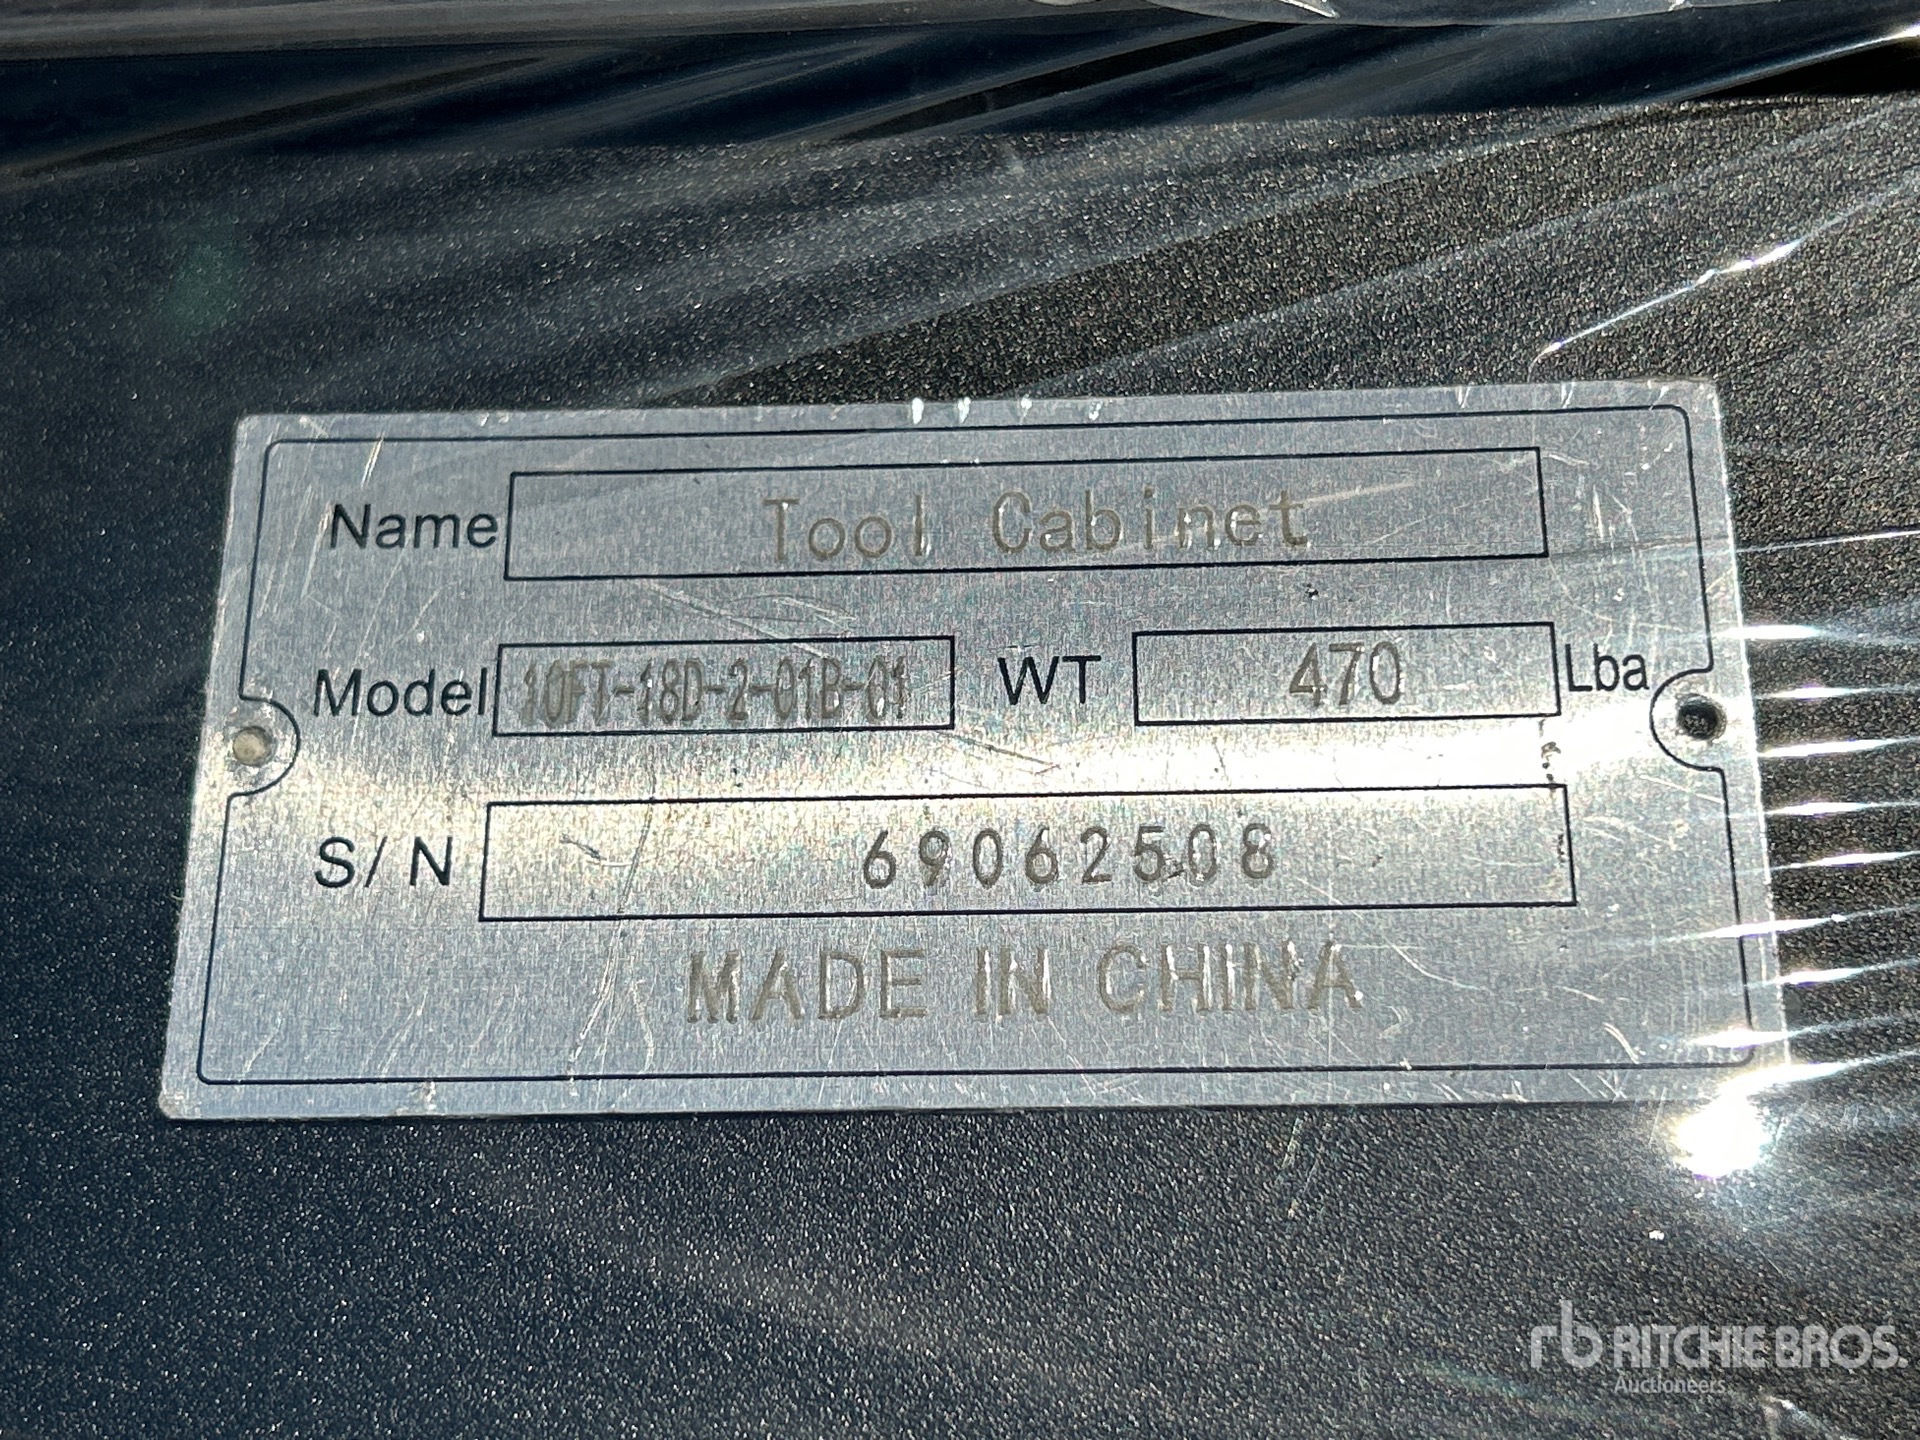 Name Tool Cabinet
Model 10FT-18D-2-01B-01 WT 470 Lba
S/N 69062508
MADE IN CHINA
rb RITCHIE BROS.
Auctioneers